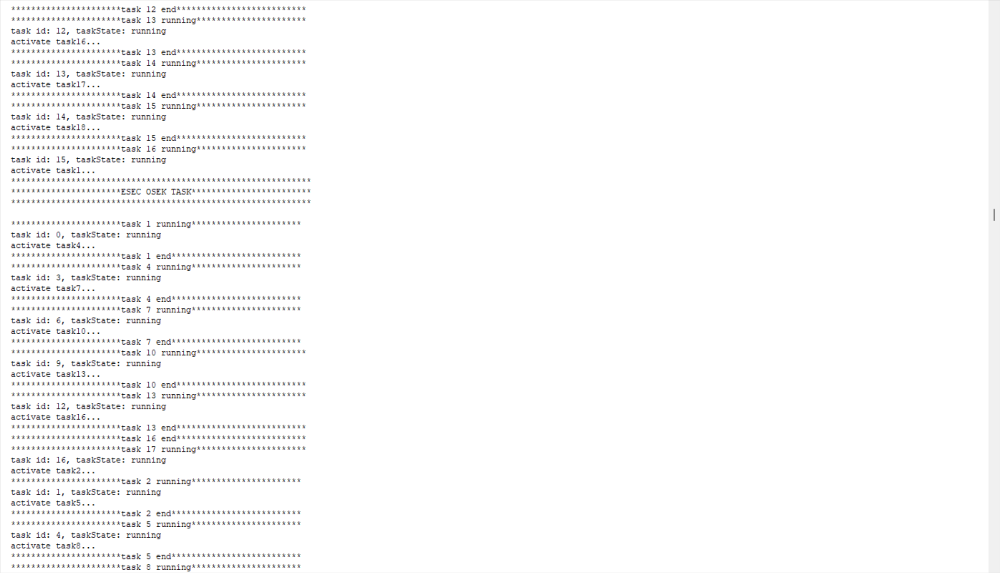 **********************task 12 end**************************
**********************task 13 running**********************
task id: 12, taskState: running
activate task16...
**********************task 13 end**************************
**********************task 14 running**********************
task id: 13, taskState: running
activate task17...
**********************task 14 end**************************
**********************task 15 running**********************
task id: 14, taskState: running
activate task18...
**********************task 15 end**************************
**********************task 16 running**********************
task id: 15, taskState: running
activate task1...
************************************************************
**********************ESEC OSEK TASK************************
************************************************************
**********************task 1 running**********************
task id: 0, taskState: running
activate task4...
**********************task 1 end**************************
**********************task 4 running**********************
task id: 3, taskState: running
activate task7...
**********************task 4 end**************************
**********************task 7 running**********************
task id: 6, taskState: running
activate task10...
**********************task 7 end**************************
**********************task 10 running**********************
task id: 9, taskState: running
activate task13...
**********************task 10 end**************************
**********************task 13 running**********************
task id: 12, taskState: running
activate task16...
**********************task 13 end**************************
**********************task 16 end**************************
**********************task 17 running**********************
task id: 16, taskState: running
activate task2...
**********************task 2 running**********************
task id: 1, taskState: running
activate task5...
**********************task 2 end**************************
**********************task 5 running**********************
task id: 4, taskState: running
activate task8...
**********************task 5 end**************************
**********************task 8 running**********************